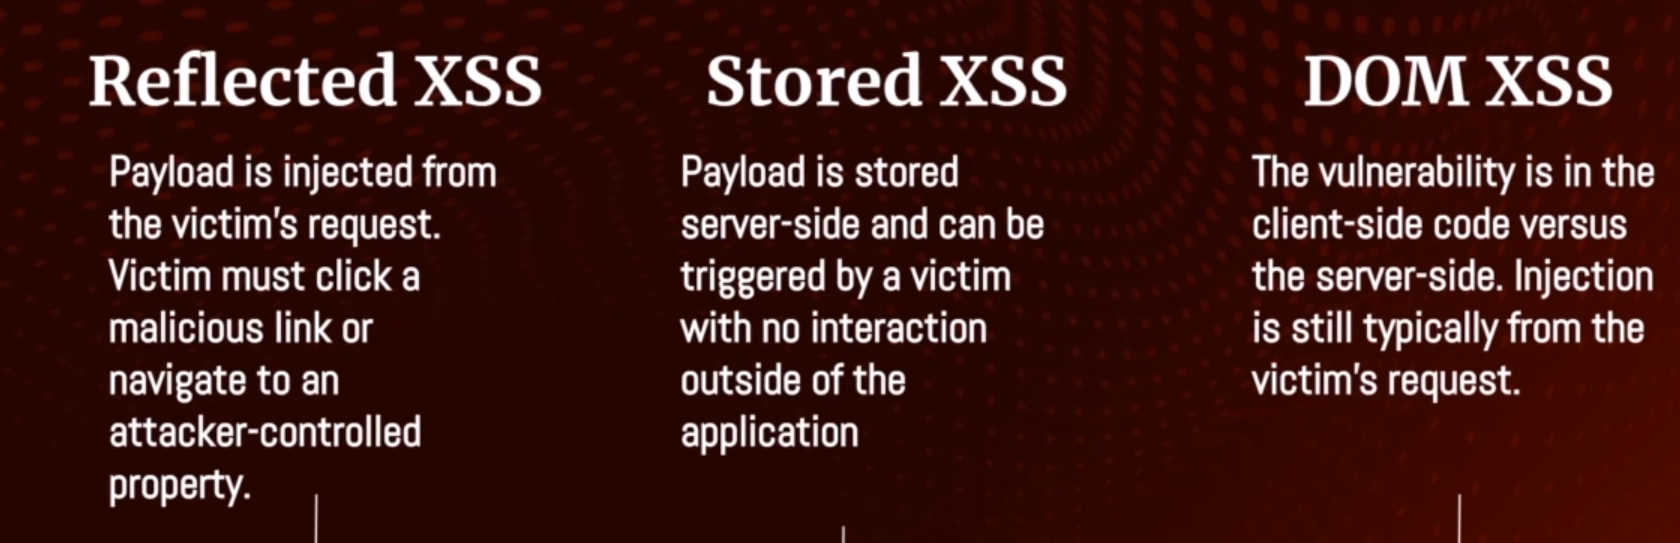 Reflected XSS
Payload is injected from
the victim's request.
Victim must click a
malicious link or
navigate to an
attacker-controlled
property.
Stored XSS
Payload is stored
server-side and can be
triggered by a victim
with no interaction
outside of the
application
DOM XSS
The vulnerability is in the
client-side code versus
the server-side. Injection
is still typically from the
victim's request.